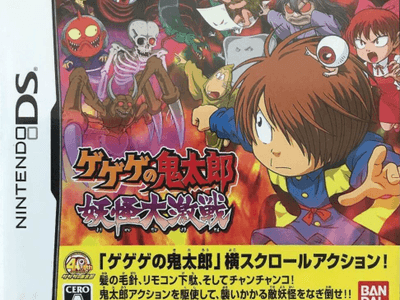 NINTENDO DS
ゲゲゲの鬼太郎
妖怪大激戦
「ゲゲゲの鬼太郎」横スクロールアクション!
髪の毛針、リモコン下駄、そしてチャンチャンコ!
鬼太郎アクションを駆使して、襲いかかる敵妖怪をなぎ倒せ!!
CERO
A
BAN
DAI